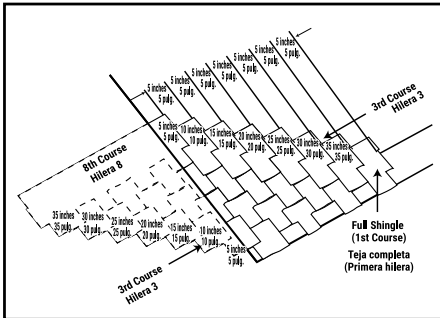 5 inches
5 pulg.
5 inches
5 pulg.
5 inches
5 pulg.
5 inches
5 pulg.
5 inches
5 pulg.
5 inches
5 pulg.
5 inches
5 pulg.
3rd Course
Hilera 3
5 inches
5 pulg.
10 inches
10 pulg.
15 inches
15 pulg.
20 inches
20 pulg.
25 inches
25 pulg.
30 inches
30 pulg.
35 inches
35 pulg.
8th Course
Hilera 8
35 inches
35 pulg.
30 inches
30 pulg.
25 inches
25 pulg.
20 inches
20 pulg.
15 inches
15 pulg.
10 inches
10 pulg.
5 inches
5 pulg.
3rd Course
Hilera 3
Full Shingle
(1st Course)
Teja completa
(Primera hilera)